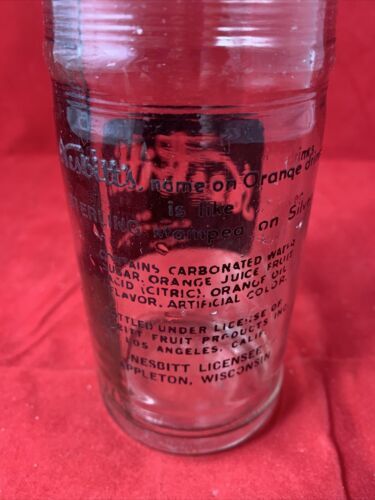 Nesbitt's name on Orange drinks
is like
STERLING stamped on Silver
CONTAINS CARBONATED WATER
SUGAR, ORANGE JUICE, FRUIT
ACID (CITRIC), ORANGE OIL
FLAVOR, ARTIFICIAL COLOR.
BOTTLED UNDER LICENSE OF
NESBITT FRUIT PRODUCTS INC.
LOS ANGELES, CALIF.
NESBITT LICENSEE
APPLETON, WISCONSIN